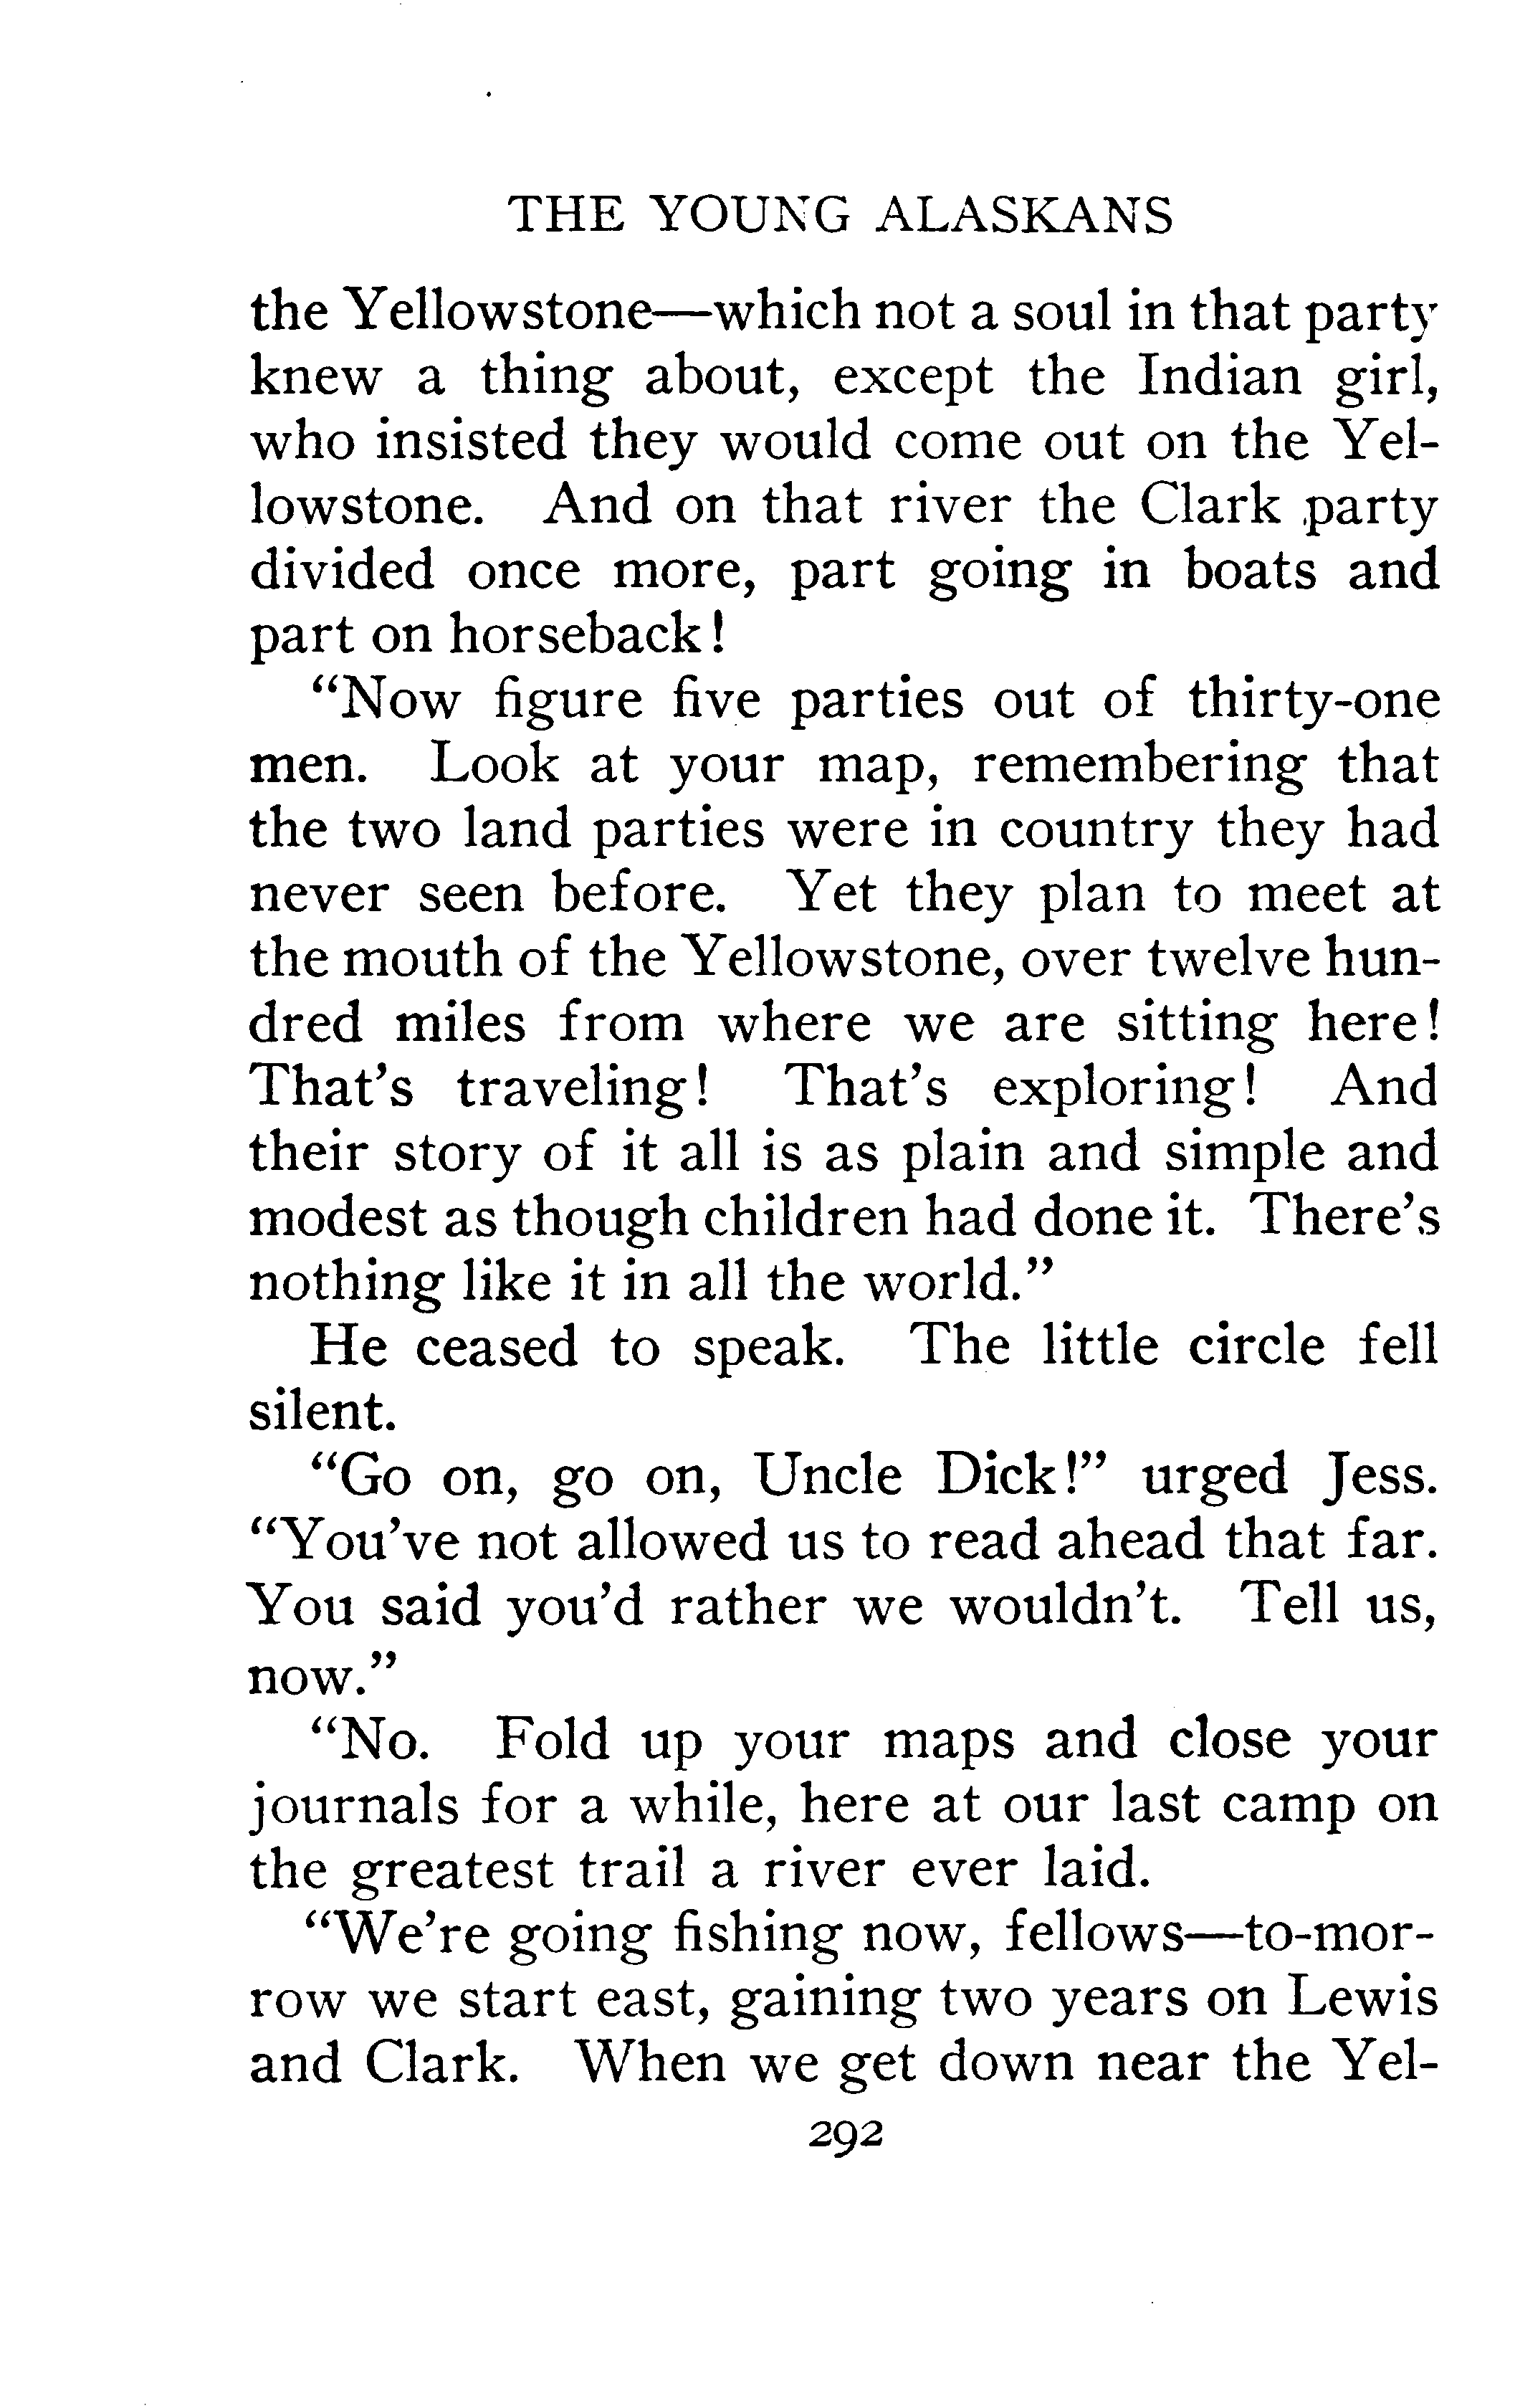 THE YOUNG ALASKANS
the Yellowstone—which not a soul in that party
knew a thing about, except the Indian girl,
who insisted they would come out on the Yel-
lowstone. And on that river the Clark party
divided once more, part going in boats and
part on horseback!
“Now figure five parties out of thirty-one
men. Look at your map, remembering that
the two land parties were in country they had
never seen before. Yet they plan to meet at
the mouth of the Yellowstone, over twelve hun-
dred miles from where we are sitting here!
That’s traveling! That’s exploring! And
their story of it all is as plain and simple and
modest as though children had done it. There’s
nothing like it in all the world.”
He ceased to speak. The little circle fell
silent.
“Go on, go on, Uncle Dick!” urged Jess.
“You’ve not allowed us to read ahead that far.
You said you’d rather we wouldn’t. Tell us,
now.”
“No. Fold up your maps and close your
journals for a while, here at our last camp on
the greatest trail a river ever laid.
“We’re going fishing now, fellows—to-mor-
row we start east, gaining two years on Lewis
and Clark. When we get down near the Yel-
292